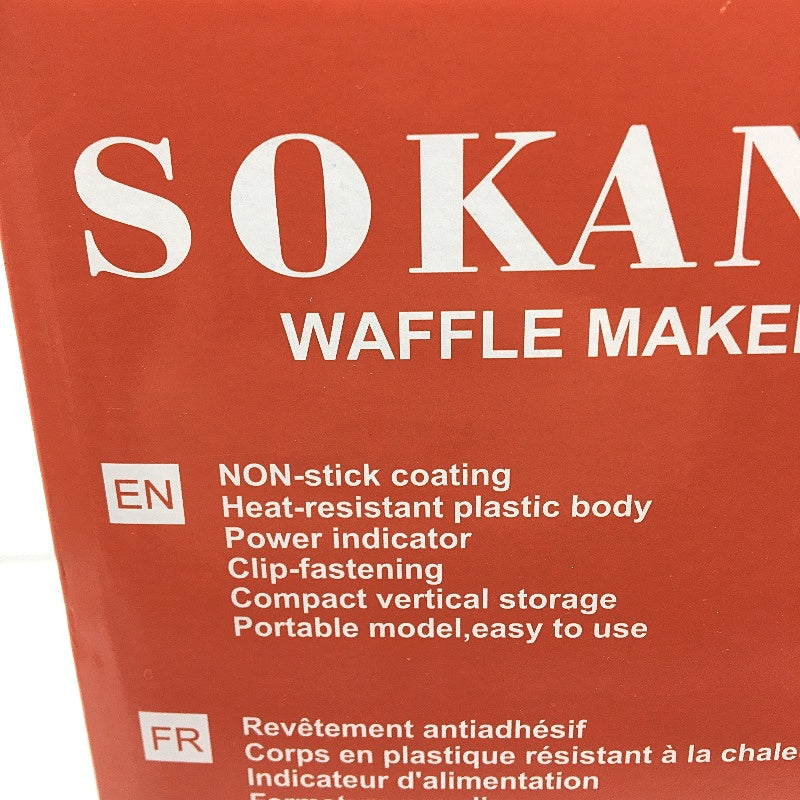 SOKAN
WAFFLE MAKE
EN
NON-stick coating
Heat-resistant plastic body
Power indicator
Clip-fastening
Compact vertical storage
Portable model,easy to use
FR
Revêtement antiadhésif
Corps en plastique résistant à la chale
Indicateur d'alimentation